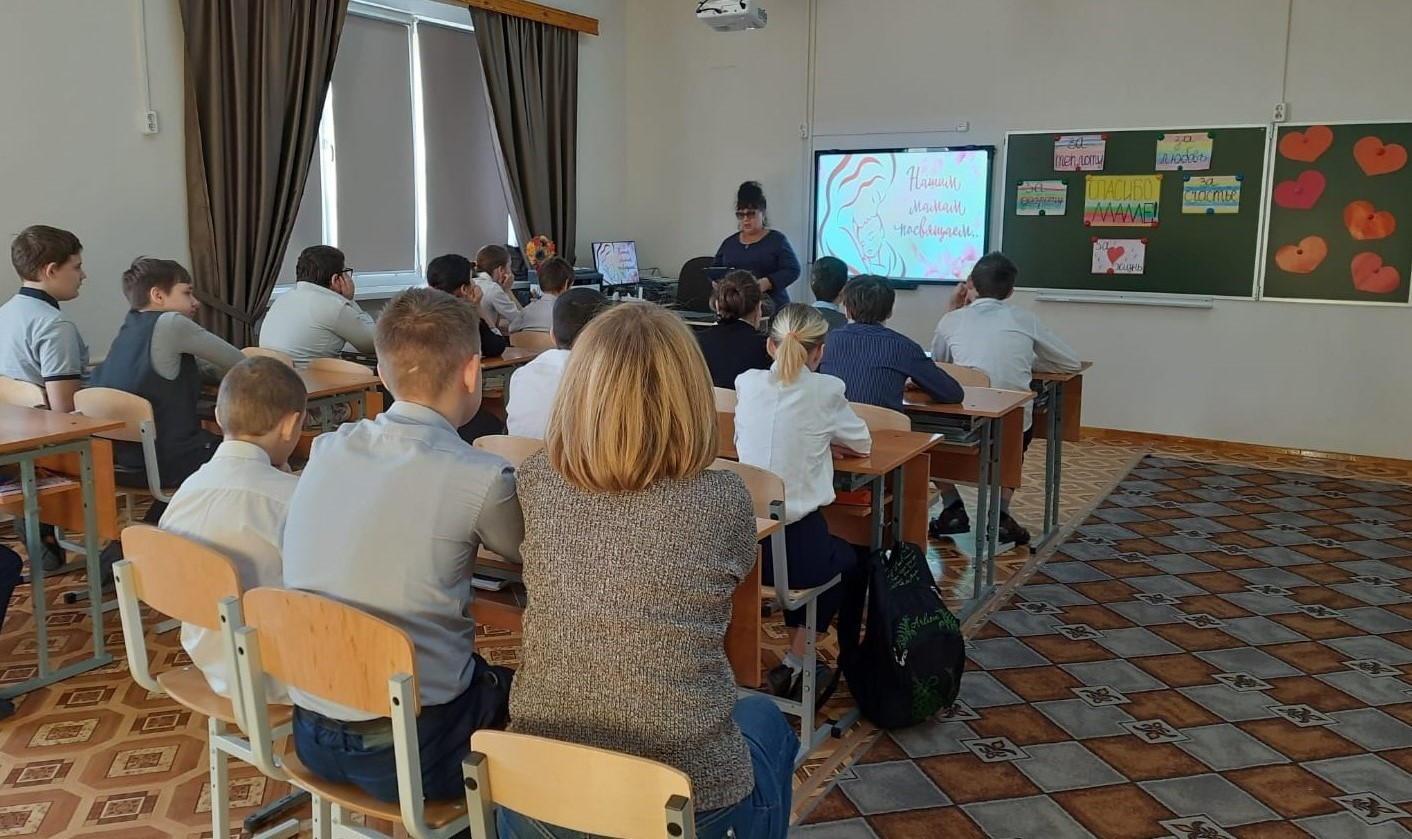 Нашим
мамам
посвящаем..
за
теплоту
за
любовь
За
доброту
СПАСИБО
МАМЕ!
за
счастье
за
жизнь